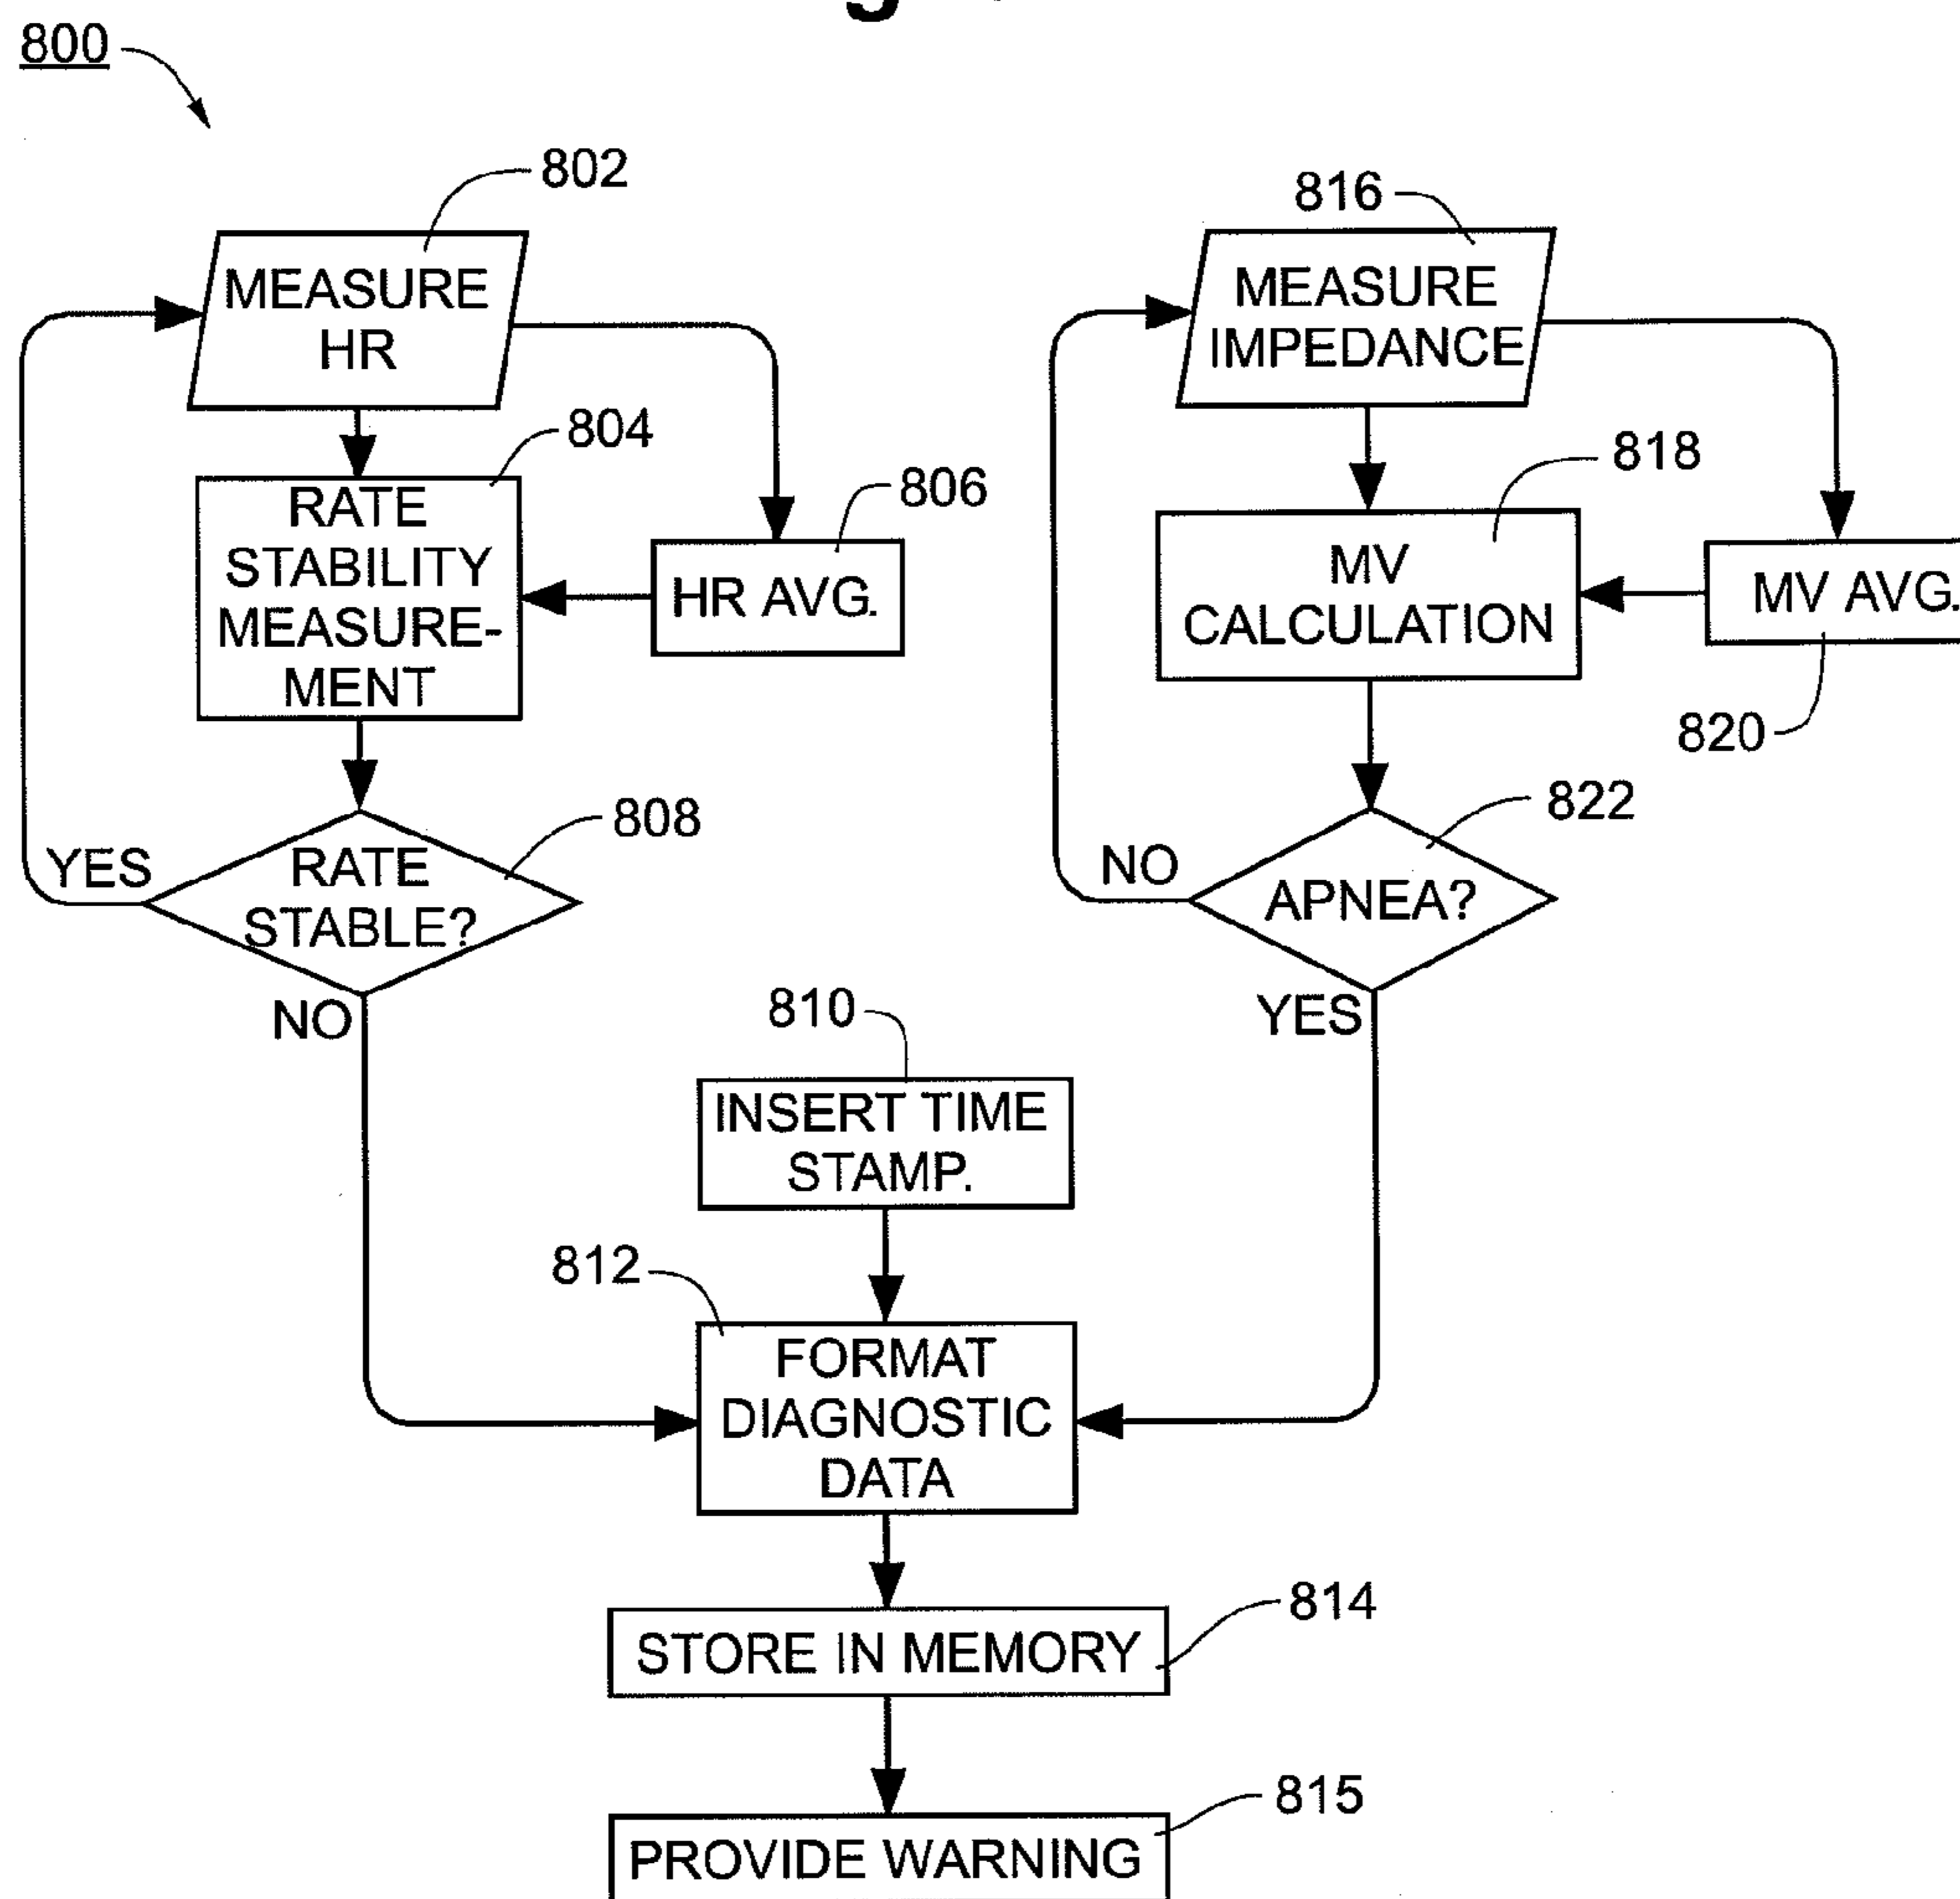 800
802
MEASURE
HR
804
RATE
STABILITY
MEASURE-
MENT
806
HR AVG.
808
RATE
STABLE?
YES
NO
816
MEASURE
IMPEDANCE
818
MV
CALCULATION
MV AVG.
820
822
APNEA?
NO
YES
810
INSERT TIME
STAMP.
812
FORMAT
DIAGNOSTIC
DATA
814
STORE IN MEMORY
815
PROVIDE WARNING